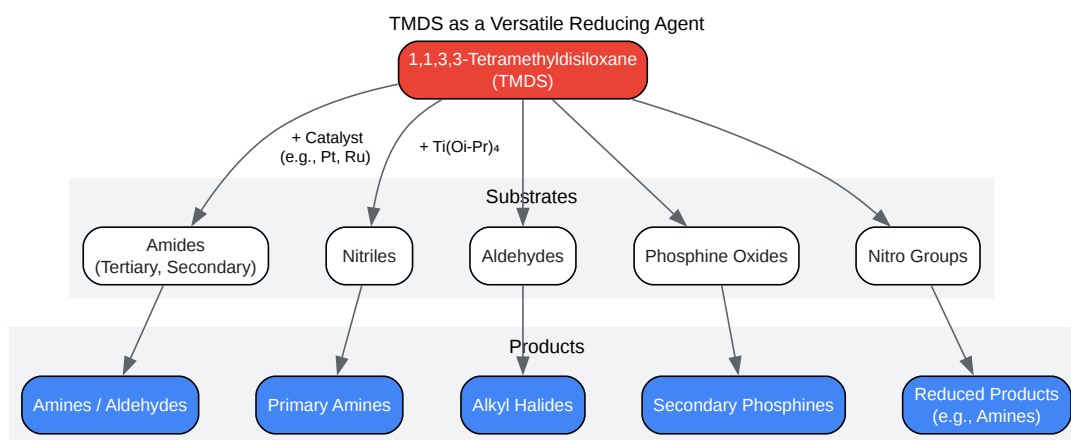 TMDS as a Versatile Reducing Agent
1,1,3,3-Tetramethyldisiloxane
(TMDS)
+ Catalyst
(e.g., Pt, Ru)
+ Ti(Oi-Pr)₄
Substrates
Amides
(Tertiary, Secondary)
Nitriles
Aldehydes
Phosphine Oxides
Nitro Groups
Products
Amines / Aldehydes
Primary Amines
Alkyl Halides
Secondary Phosphines
Reduced Products
(e.g., Amines)